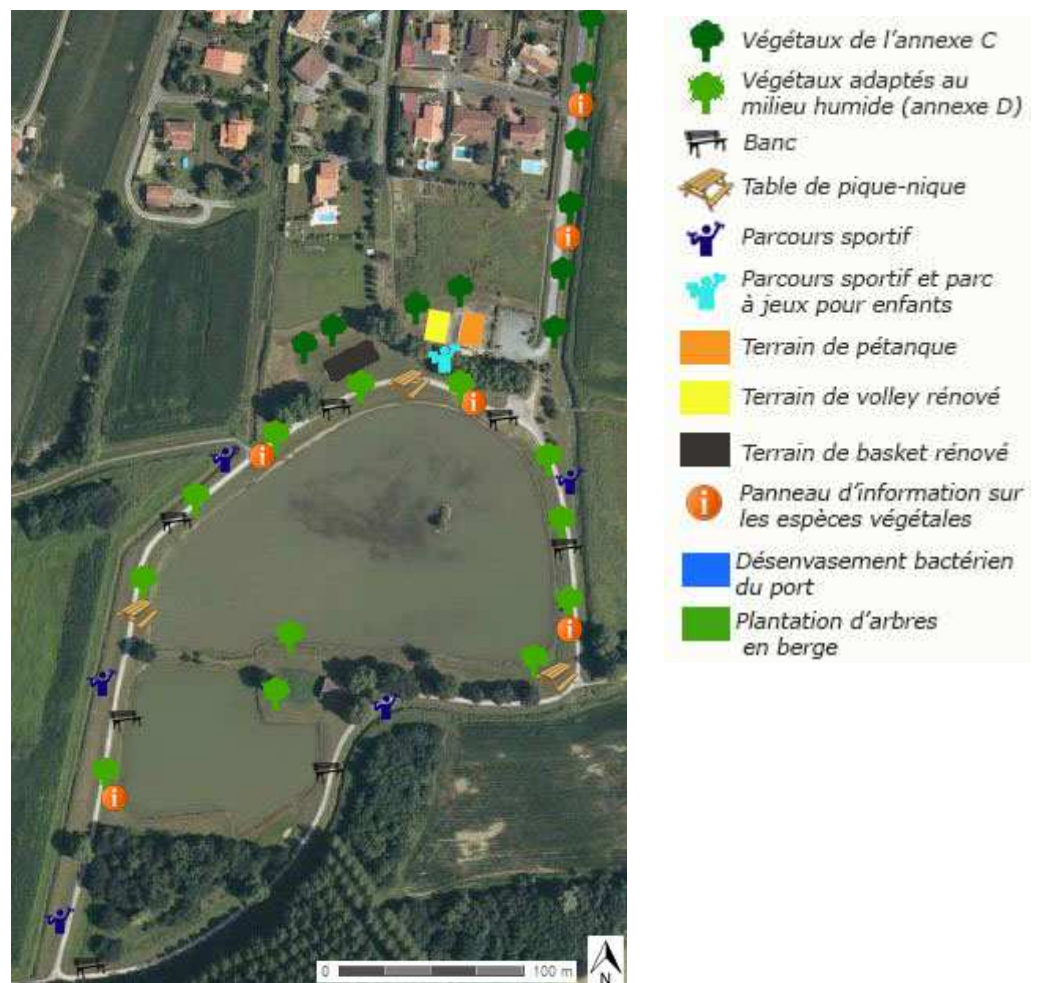 Végétaux de l'annexe C
Végétaux adaptés au
milieu humide (annexe D)
Banc
Table de pique-nique
Parcours sportif
Parcours sportif et parc
à jeux pour enfants
Terrain de pétanque
Terrain de volley rénové
Terrain de basket rénové
Panneau d'information sur
les espèces végétales
Désenvasement bactérien
du port
Plantation d'arbres
en berge
i
i
i
i
i
i
0 100 m
N